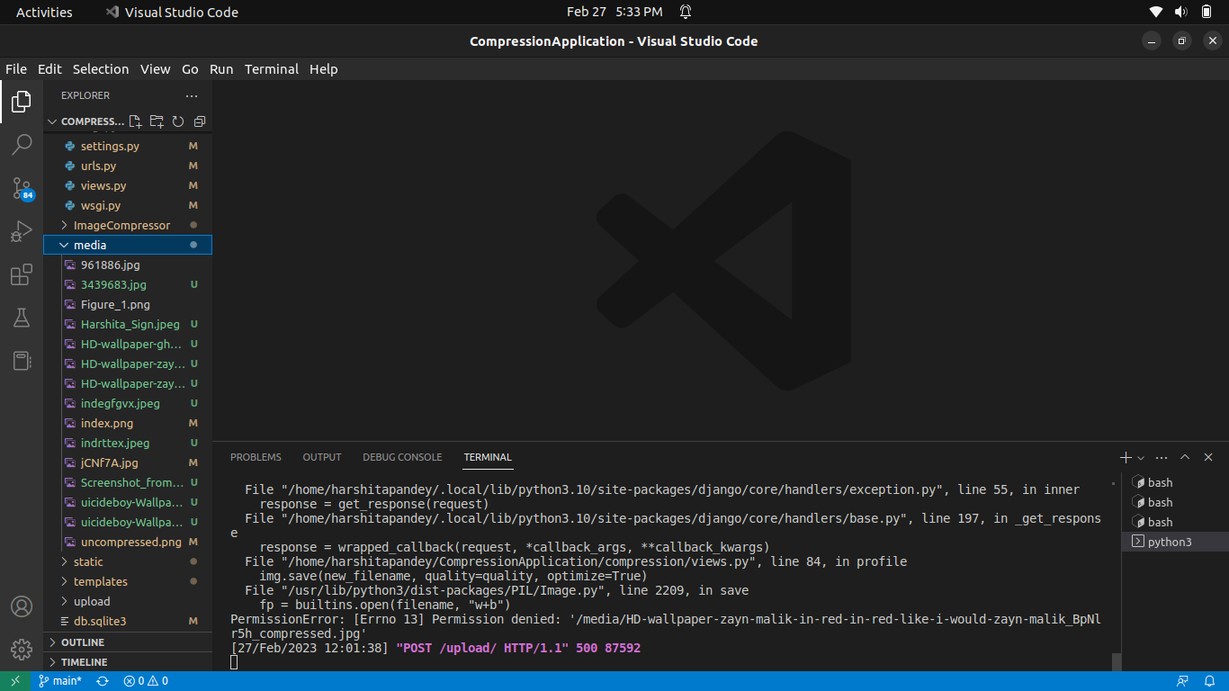 Activities
Visual Studio Code
Feb 27 5:33 PM
CompressionApplication - Visual Studio Code
File Edit Selection View Go Run Terminal Help
EXPLORER
COMPRESS...
settings.py M
urls.py M
views.py M
wsgi.py M
ImageCompressor
media
961886.jpg
3439683.jpg U
Figure_1.png
Harshita_Sign.jpeg U
HD-wallpaper-gh... U
HD-wallpaper-zay... U
HD-wallpaper-zay... U
indegfgvx.jpeg U
index.png M
indrttex.jpeg U
jCNf7A.jpg M
Screenshot_from... U
uicideboy-Wallpa... U
uicideboy-Wallpa... U
uncompressed.png M
static
templates
upload
db.sqlite3 M
OUTLINE
TIMELINE
84
PROBLEMS OUTPUT DEBUG CONSOLE TERMINAL
File "/home/harshitapandey/.local/lib/python3.10/site-packages/django/core/handlers/exception.py", line 55, in inner
response = get_response(request)
File "/home/harshitapandey/.local/lib/python3.10/site-packages/django/core/handlers/base.py", line 197, in _get_respons
e
response = wrapped_callback(request, *callback_args, **callback_kwargs)
File "/home/harshitapandey/CompressionApplication/compression/views.py", line 84, in profile
img.save(new_filename, quality=quality, optimize=True)
File "/usr/lib/python3/dist-packages/PIL/Image.py", line 2209, in save
fp = builtins.open(filename, "w+b")
PermissionError: [Errno 13] Permission denied: '/media/HD-wallpaper-zayn-malik-in-red-in-red-like-i-would-zayn-malik_BpNl
r5h_compressed.jpg'
[27/Feb/2023 12:01:38] "POST /upload/ HTTP/1.1" 500 87592
bash
bash
bash
python3
main* 0 0